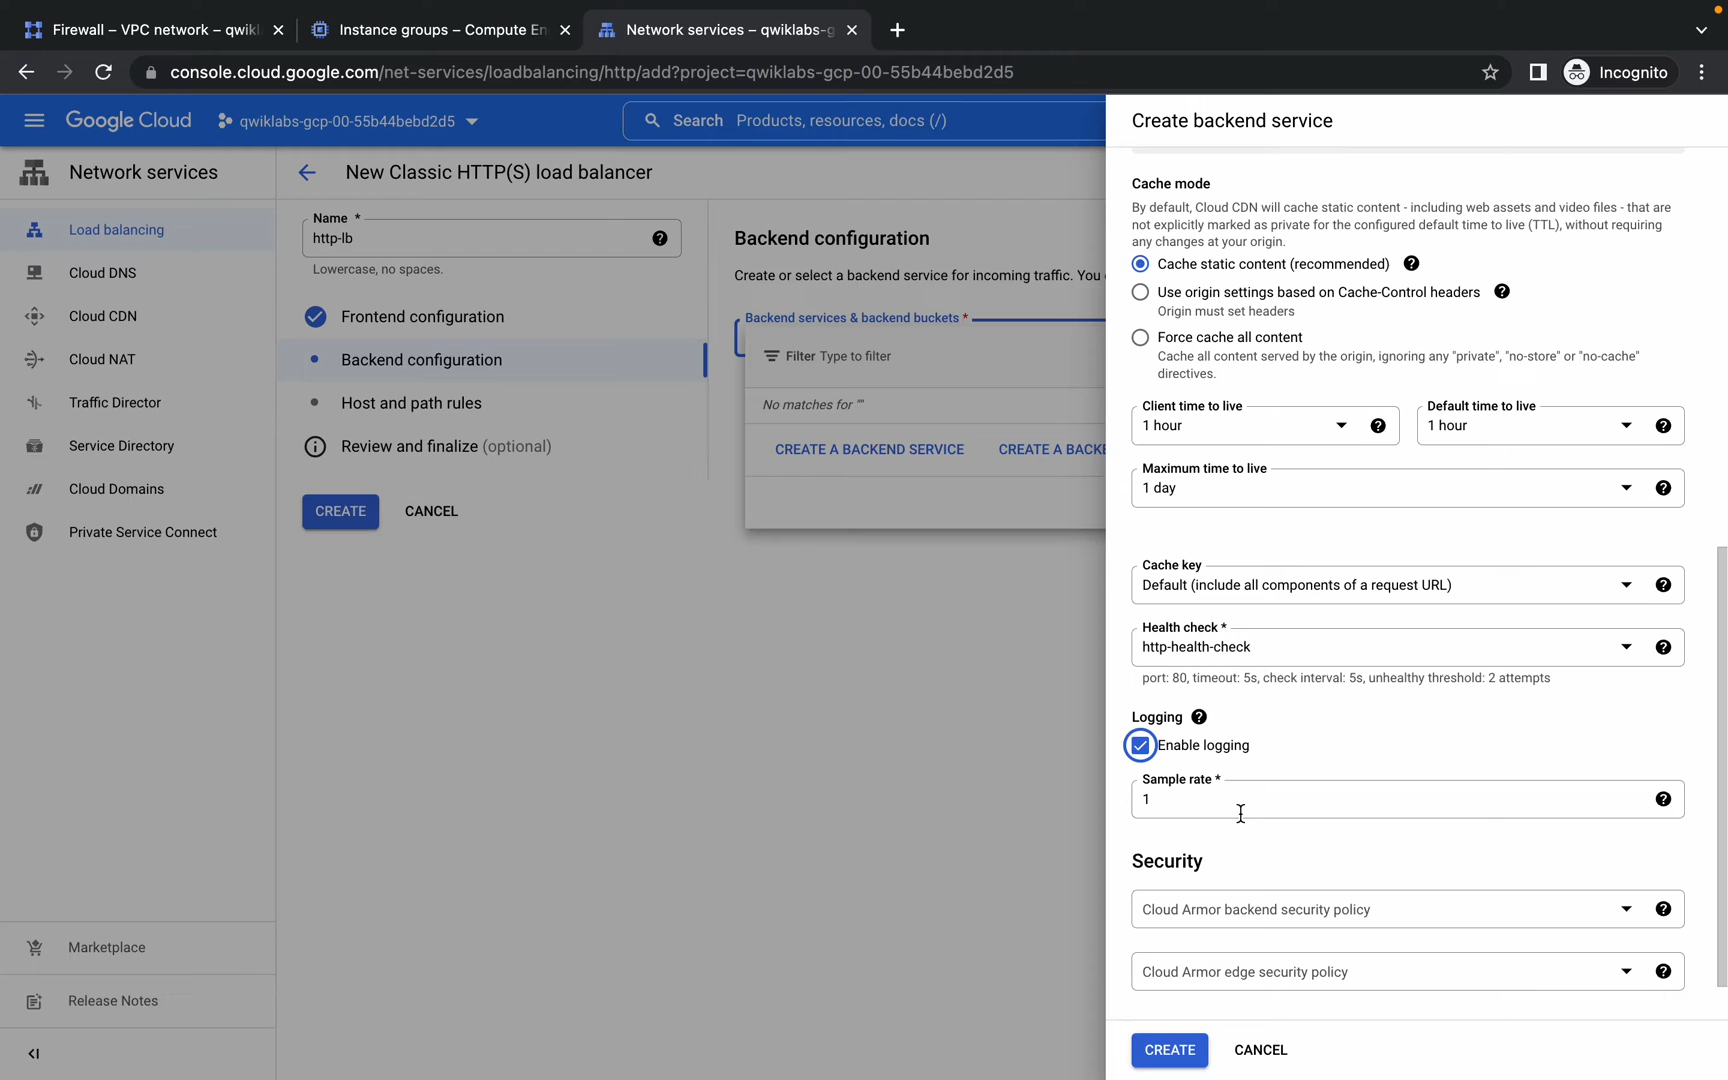 Firewall – VPC network – qwikl
Instance groups – Compute En
Network services – qwiklabs-g
console.cloud.google.com/net-services/loadbalancing/http/add?project=qwiklabs-gcp-00-55b44bebd2d5
Incognito
Google Cloud
qwiklabs-gcp-00-55b44bebd2d5
Search Products, resources, docs (/)
Network services
Load balancing
Cloud DNS
Cloud CDN
Cloud NAT
Traffic Director
Service Directory
Cloud Domains
Private Service Connect
Marketplace
Release Notes
New Classic HTTP(S) load balancer
Name *
http-lb
Lowercase, no spaces.
Frontend configuration
Backend configuration
Host and path rules
Review and finalize (optional)
CREATE
CANCEL
Backend configuration
Create or select a backend service for incoming traffic. You
Backend services & backend buckets *
Filter Type to filter
No matches for ""
CREATE A BACKEND SERVICE
CREATE A BACKE
Create backend service
Cache mode
By default, Cloud CDN will cache static content - including web assets and video files - that are
not explicitly marked as private for the configured default time to live (TTL), without requiring
any changes at your origin.
Cache static content (recommended)
Use origin settings based on Cache-Control headers
Origin must set headers
Force cache all content
Cache all content served by the origin, ignoring any "private", "no-store" or "no-cache"
directives.
Client time to live
1 hour
Default time to live
1 hour
Maximum time to live
1 day
Cache key
Default (include all components of a request URL)
Health check *
http-health-check
port: 80, timeout: 5s, check interval: 5s, unhealthy threshold: 2 attempts
Logging
Enable logging
Sample rate *
1
Security
Cloud Armor backend security policy
Cloud Armor edge security policy
CREATE
CANCEL